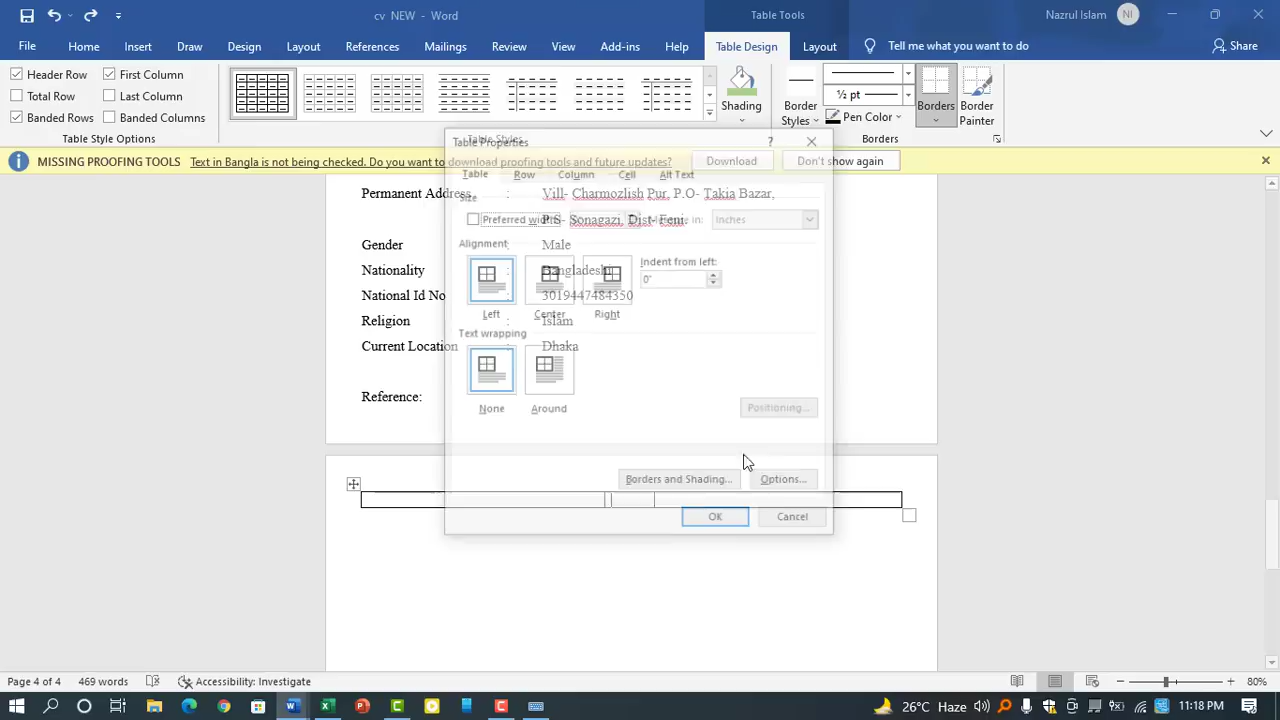 cv NEW - Word
Table Tools
Nazrul Islam
NI
File Home Insert Draw Design Layout References Mailings Review View Add-ins Help Table Design Layout Tell me what you want to do Share
Header Row First Column
Total Row Last Column
Banded Rows Banded Columns
Table Style Options
Table Styles
Shading
Border Styles
½ pt
Pen Color
Borders
Border Painter
Borders
MISSING PROOFING TOOLS Text in Bangla is not being checked. Do you want to download proofing tools and future updates? Download Don't show again
Permanent Address : Vill- Charmozlish Pur, P.O- Takia Bazar,
P.S- Sonagazi, Dist- Feni.
Gender : Male
Nationality : Bangladeshi
National Id No : 3019447484350
Religion : Islam
Current Location : Dhaka
Reference:
Table Properties ?
Table Row Column Cell Alt Text
Size
Preferred width: Inches
Alignment
Indent from left:
0"
Left Center Right
Text wrapping
None Around
Positioning...
Borders and Shading... Options...
OK Cancel
Page 4 of 4 469 words Accessibility: Investigate 80%
26°C Haze 11:18 PM